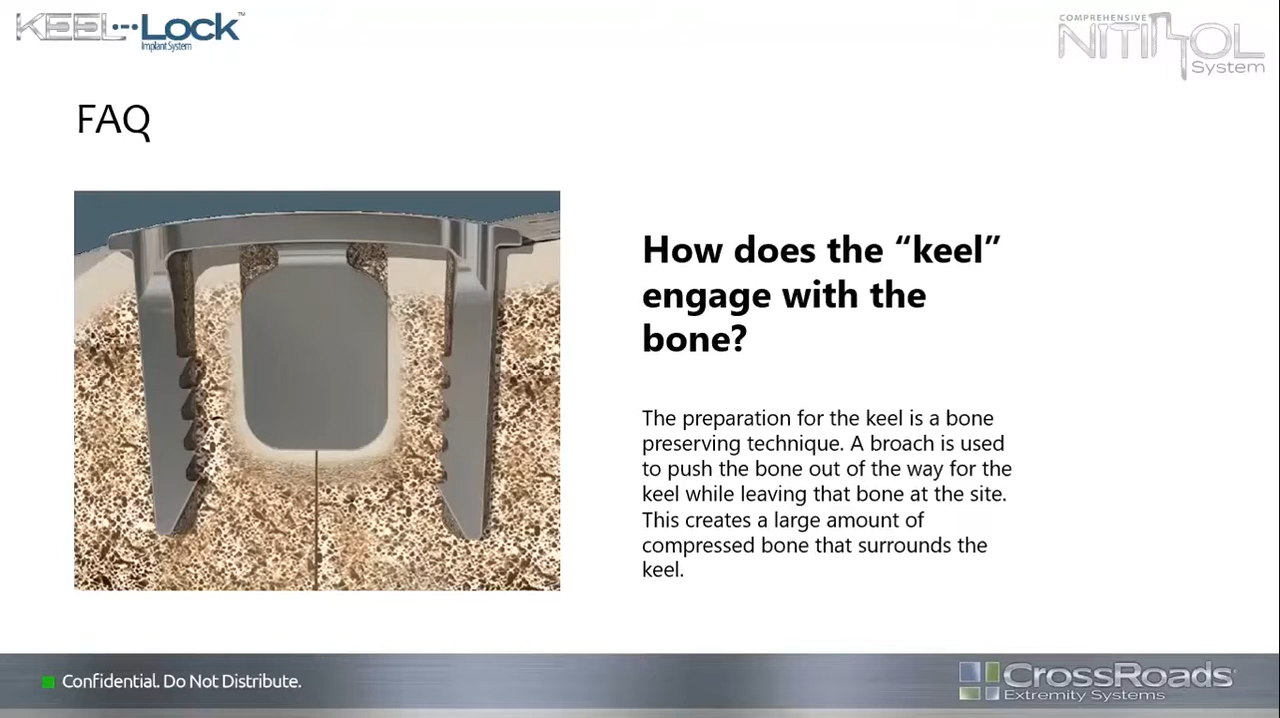 KEEL Lock™
Implant System
COMPREHENSIVE
NITINOL
System
FAQ
How does the “keel”
engage with the
bone?
The preparation for the keel is a bone
preserving technique. A broach is used
to push the bone out of the way for the
keel while leaving that bone at the site.
This creates a large amount of
compressed bone that surrounds the
keel.
Confidential. Do Not Distribute.
CrossRoads
Extremity Systems